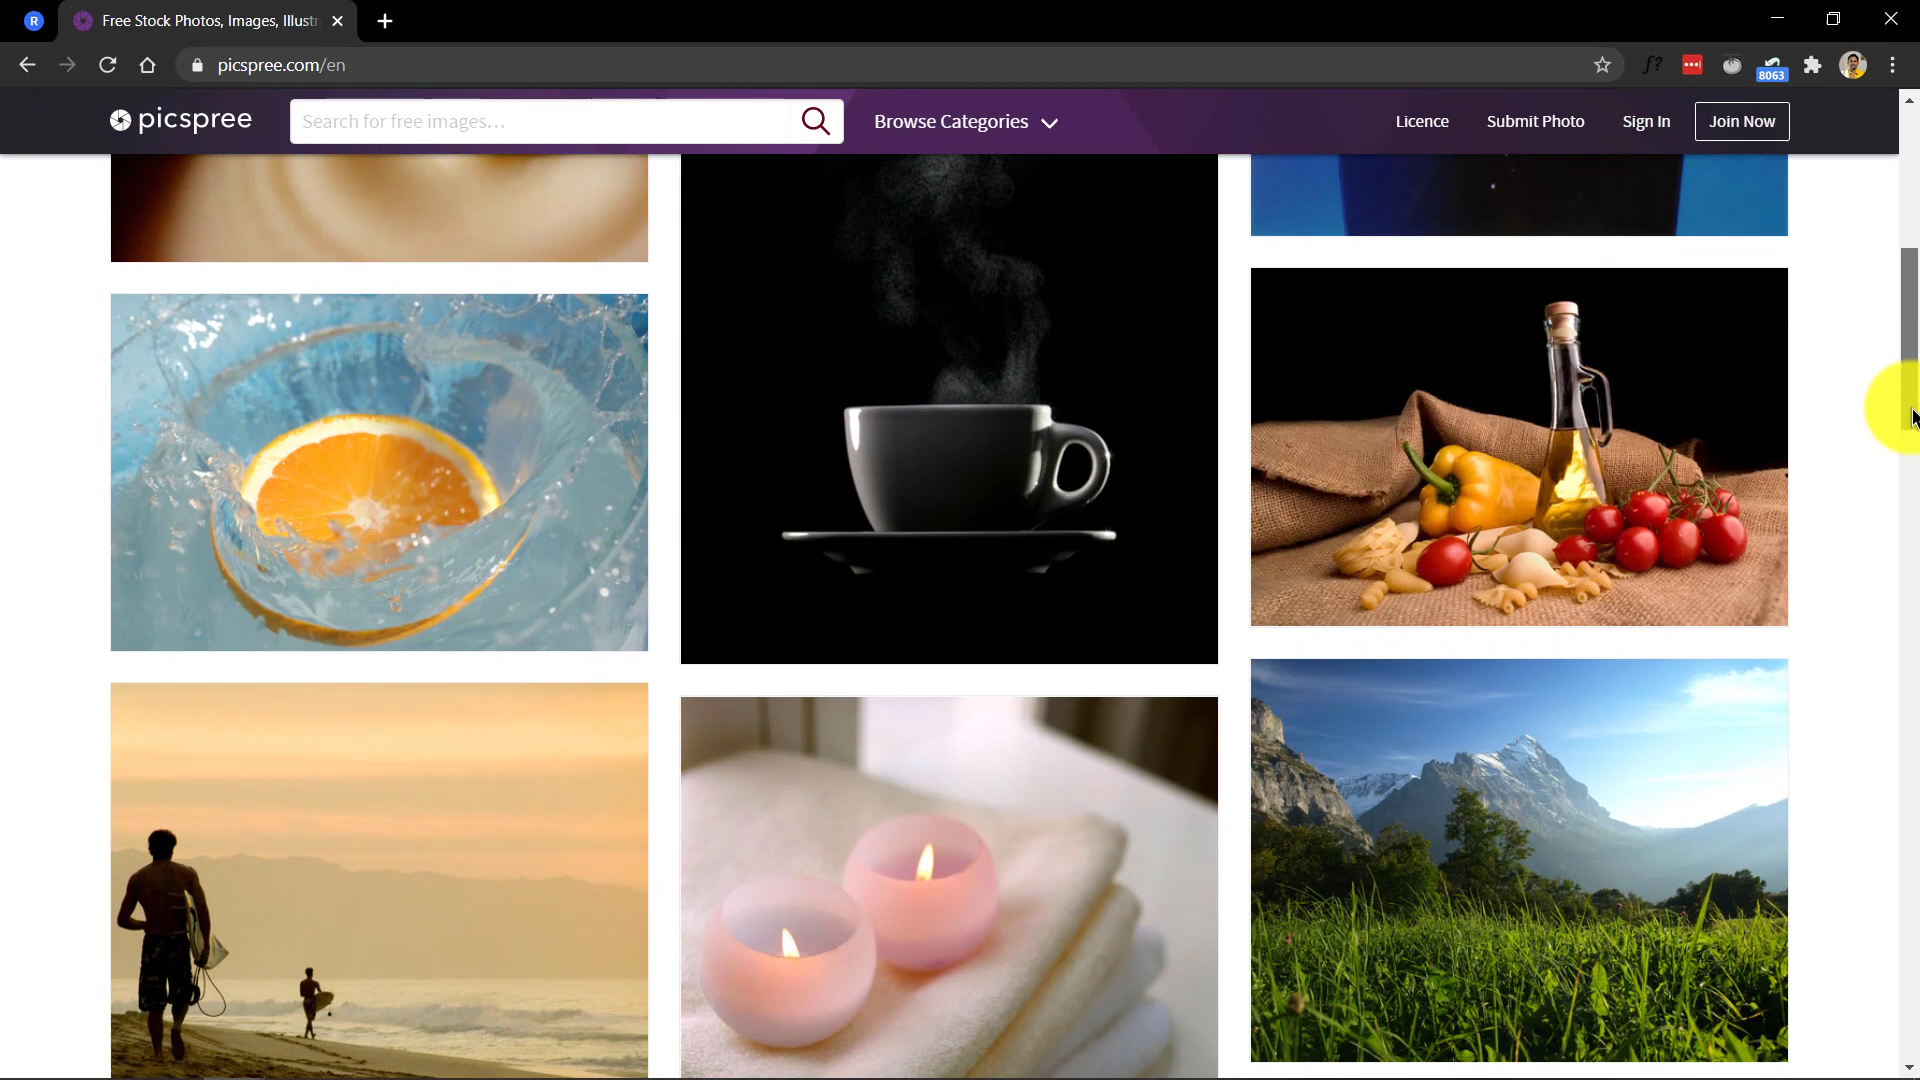 R
Free Stock Photos, Images, Illustr
picspree.com/en
f?
8063
picspree
Search for free images...
Browse Categories
Licence
Submit Photo
Sign In
Join Now